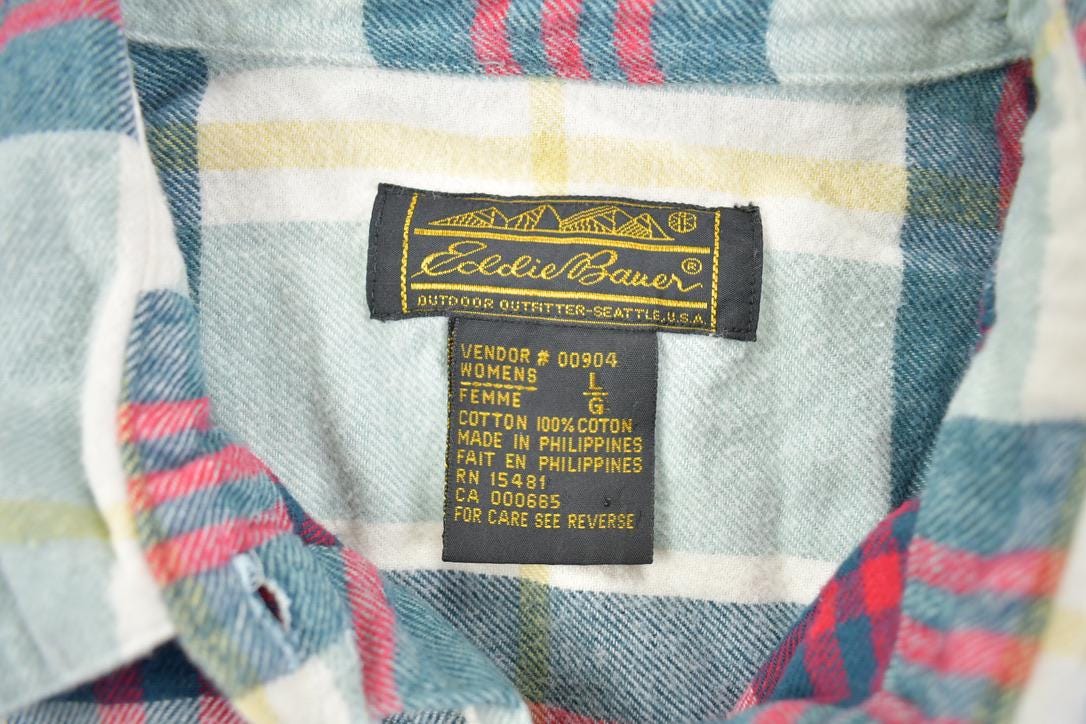 Eddie Bauer®
OUTDOOR OUTFITTER-SEATTLE, U.S.A.
VENDOR # 00904
WOMENS L
FEMME G
COTTON 100% COTON
MADE IN PHILIPPINES
FAIT EN PHILIPPINES
RN 15481
CA 000665
FOR CARE SEE REVERSE